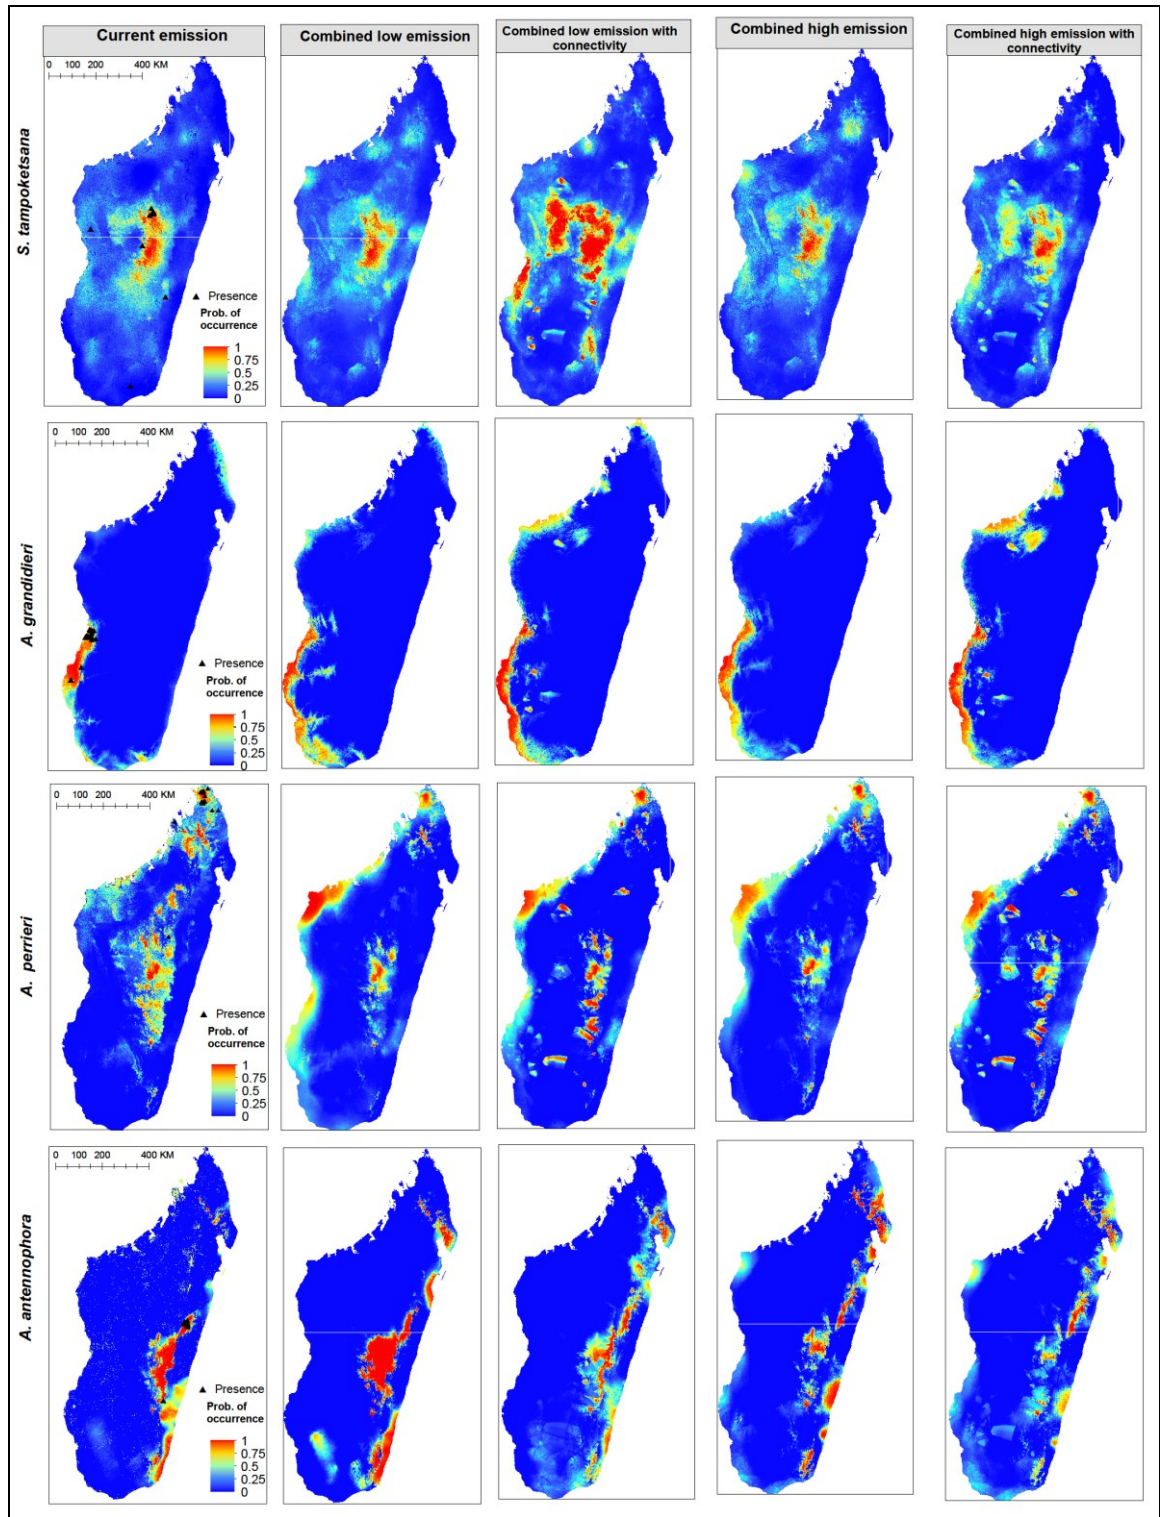 Current emission
Combined low emission
Combined low emission with
connectivity
Combined high emission
Combined high emission with
connectivity
S. tampoketsana
0 200 400 KM
Presence
Prob. of
occurrence
1
0.75
0.5
0.25
0
A. grandidieri
0 200 400 KM
Presence
Prob. of
occurrence
1
0.75
0.5
0.25
0
A. perrieri
0 200 400 KM
Presence
Prob. of
occurrence
1
0.75
0.5
0.25
0
A. antennophora
0 200 400 KM
Presence
Prob. of
occurrence
1
0.75
0.5
0.25
0